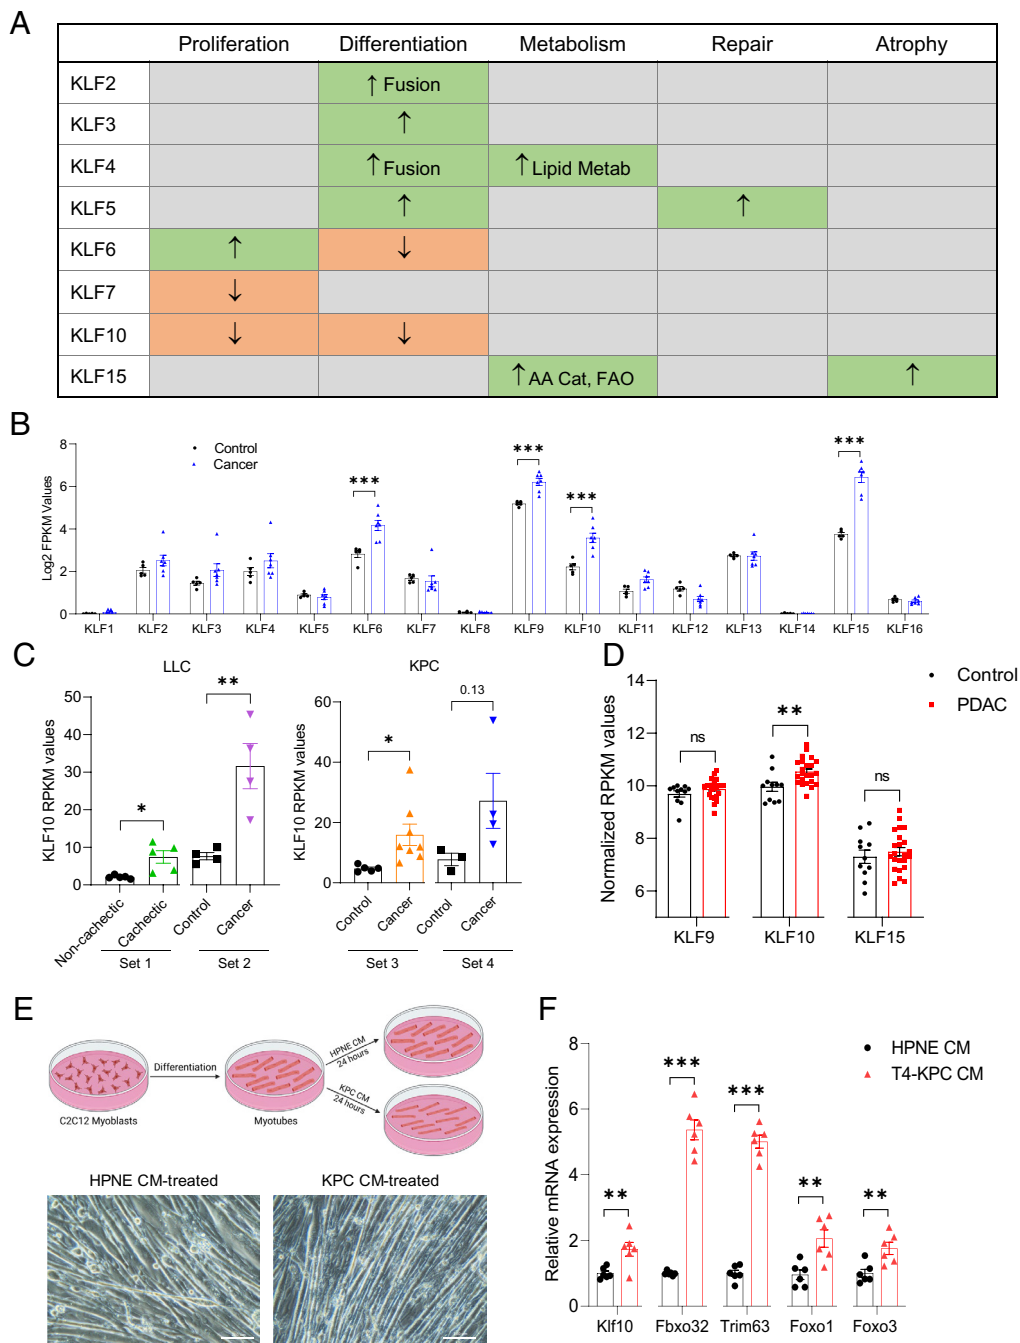 A
Proliferation Differentiation Metabolism Repair Atrophy
KLF2 ↑ Fusion
KLF3 ↑
KLF4 ↑ Fusion ↑ Lipid Metab
KLF5 ↑ ↑
KLF6 ↑ ↓
KLF7 ↓
KLF10 ↓ ↓
KLF15 ↑ AA Cat, FAO ↑
B
Log2 FPKM Values
8
6
4
2
0
Control
Cancer
***
***
***
***
KLF1 KLF2 KLF3 KLF4 KLF5 KLF6 KLF7 KLF8 KLF9 KLF10 KLF11 KLF12 KLF13 KLF14 KLF15 KLF16
C
LLC
KLF10 RPKM values
50
40
30
20
10
0
*
**
Non-cachectic
Cachectic
Control
Cancer
Set 1 Set 2
KPC
KLF10 RPKM values
60
40
20
0
*
0.13
Control
Cancer
Control
Cancer
Set 3 Set 4
D
Normalized RPKM values
14
12
10
8
6
Control
PDAC
ns
**
ns
KLF9 KLF10 KLF15
E
C2C12 Myoblasts
Differentiation
Myotubes
HPNE CM
24 hours
KPC CM
24 hours
HPNE CM-treated KPC CM-treated
F
Relative mRNA expression
8
6
4
2
0
HPNE CM
T4-KPC CM
**
***
***
**
**
Klf10 Fbxo32 Trim63 Foxo1 Foxo3